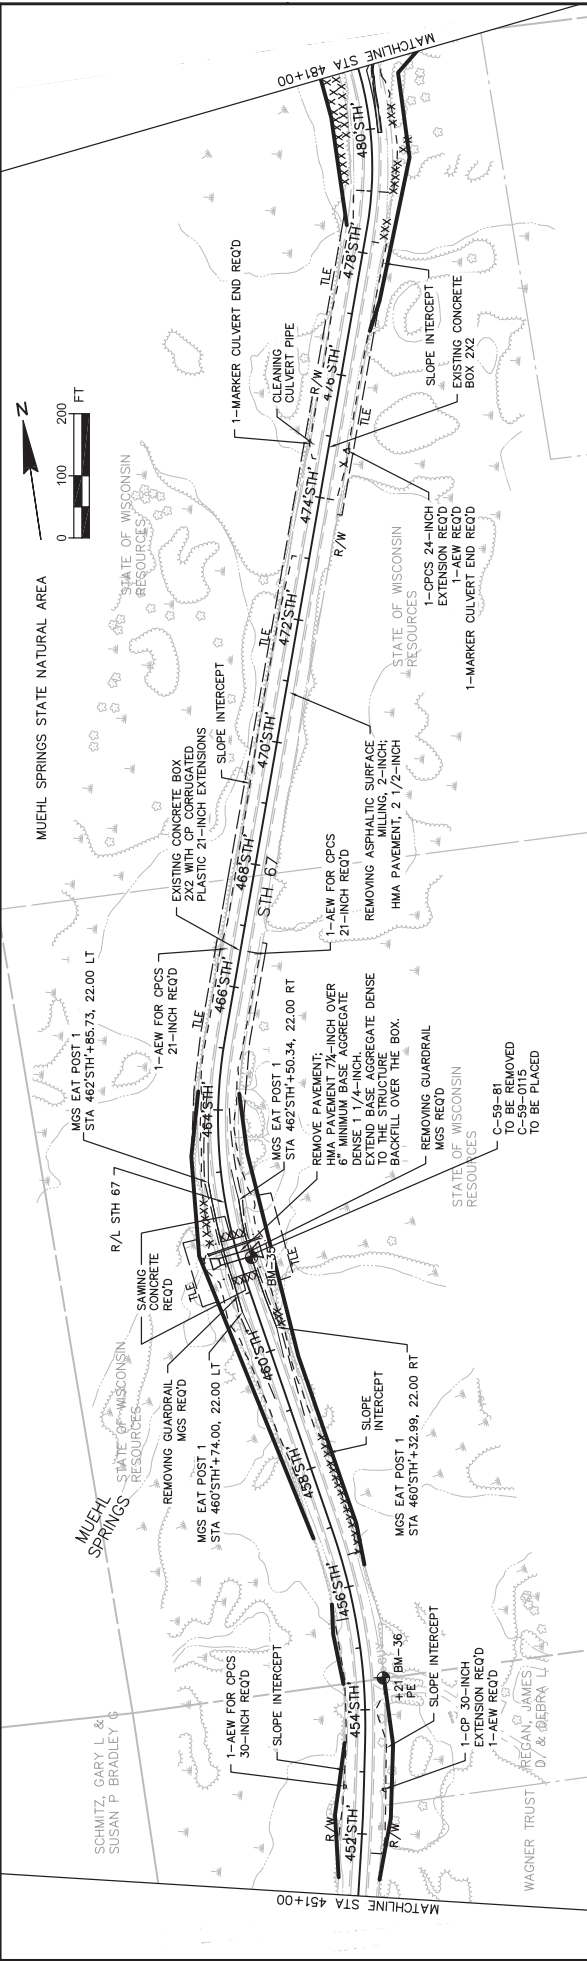 MATCHLINE STA 451+00
SCHMITZ, GARY L &
SUSAN P BRADLEY G
R/W
452'STH'
R/W
WAGNER TRUST
REGAN, JAMES
D/ & DEBRA L
1-AEW FOR CPCS
30-INCH REQ'D
SLOPE INTERCEPT
454'STH'
+21 BM-36
PE
SLOPE INTERCEPT
1-CP 30-INCH
EXTENSION REQ'D
1-AEW REQ'D
456'STH'
MUEHL
SPRINGS
STATE OF WISCONSIN
RESOURCES
REMOVING GUARDRAIL
MGS REQ'D
MGS EAT POST 1
STA 460'STH'+74.00, 22.00 LT
458'STH'
SLOPE
INTERCEPT
MGS EAT POST 1
STA 460'STH'+32.99, 22.00 RT
SAWING
CONCRETE
REQ'D
R/L STH 67
TLE
460'STH'
BM-35
TLE
MGS EAT POST 1
STA 462'STH'+85.73, 22.00 LT
464'STH'
MGS EAT POST 1
STA 462'STH'+50.34, 22.00 RT
REMOVE PAVEMENT;
HMA PAVEMENT 7¼-INCH OVER
6" MINIMUM BASE AGGREGATE
DENSE 1 1/4-INCH.
EXTEND BASE AGGREGATE DENSE
TO THE STRUCTURE
BACKFILL OVER THE BOX.
REMOVING GUARDRAIL
MGS REQ'D
C-59-81
TO BE REMOVED
C-59-0115
TO BE PLACED
STATE OF WISCONSIN
RESOURCES
1-AEW FOR CPCS
21-INCH REQ'D
TLE
466'STH'
EXISTING CONCRETE BOX
2X2 WITH CP CORRUGATED
PLASTIC 21-INCH EXTENSIONS
SLOPE INTERCEPT
468'STH'
STH 67
1-AEW FOR CPCS
21-INCH REQ'D
MUEHL SPRINGS STATE NATURAL AREA
470'STH'
REMOVING ASPHALTIC SURFACE
MILLING, 2-INCH;
HMA PAVEMENT, 2 1/2-INCH
TLE
472'STH'
STATE OF WISCONSIN
RESOURCES
STATE OF WISCONSIN
RESOURCES
N
0 100 200
FT
474'STH'
R/W
1-MARKER CULVERT END REQ'D
CLEANING
CULVERT PIPE
R/W
476'STH'
TLE
1-CPCS 24-INCH
EXTENSION REQ'D
1-AEW REQ'D
1-MARKER CULVERT END REQ'D
SLOPE INTERCEPT
EXISTING CONCRETE
BOX 2X2
TLE
478'STH'
480'STH'
MATCHLINE STA 481+00